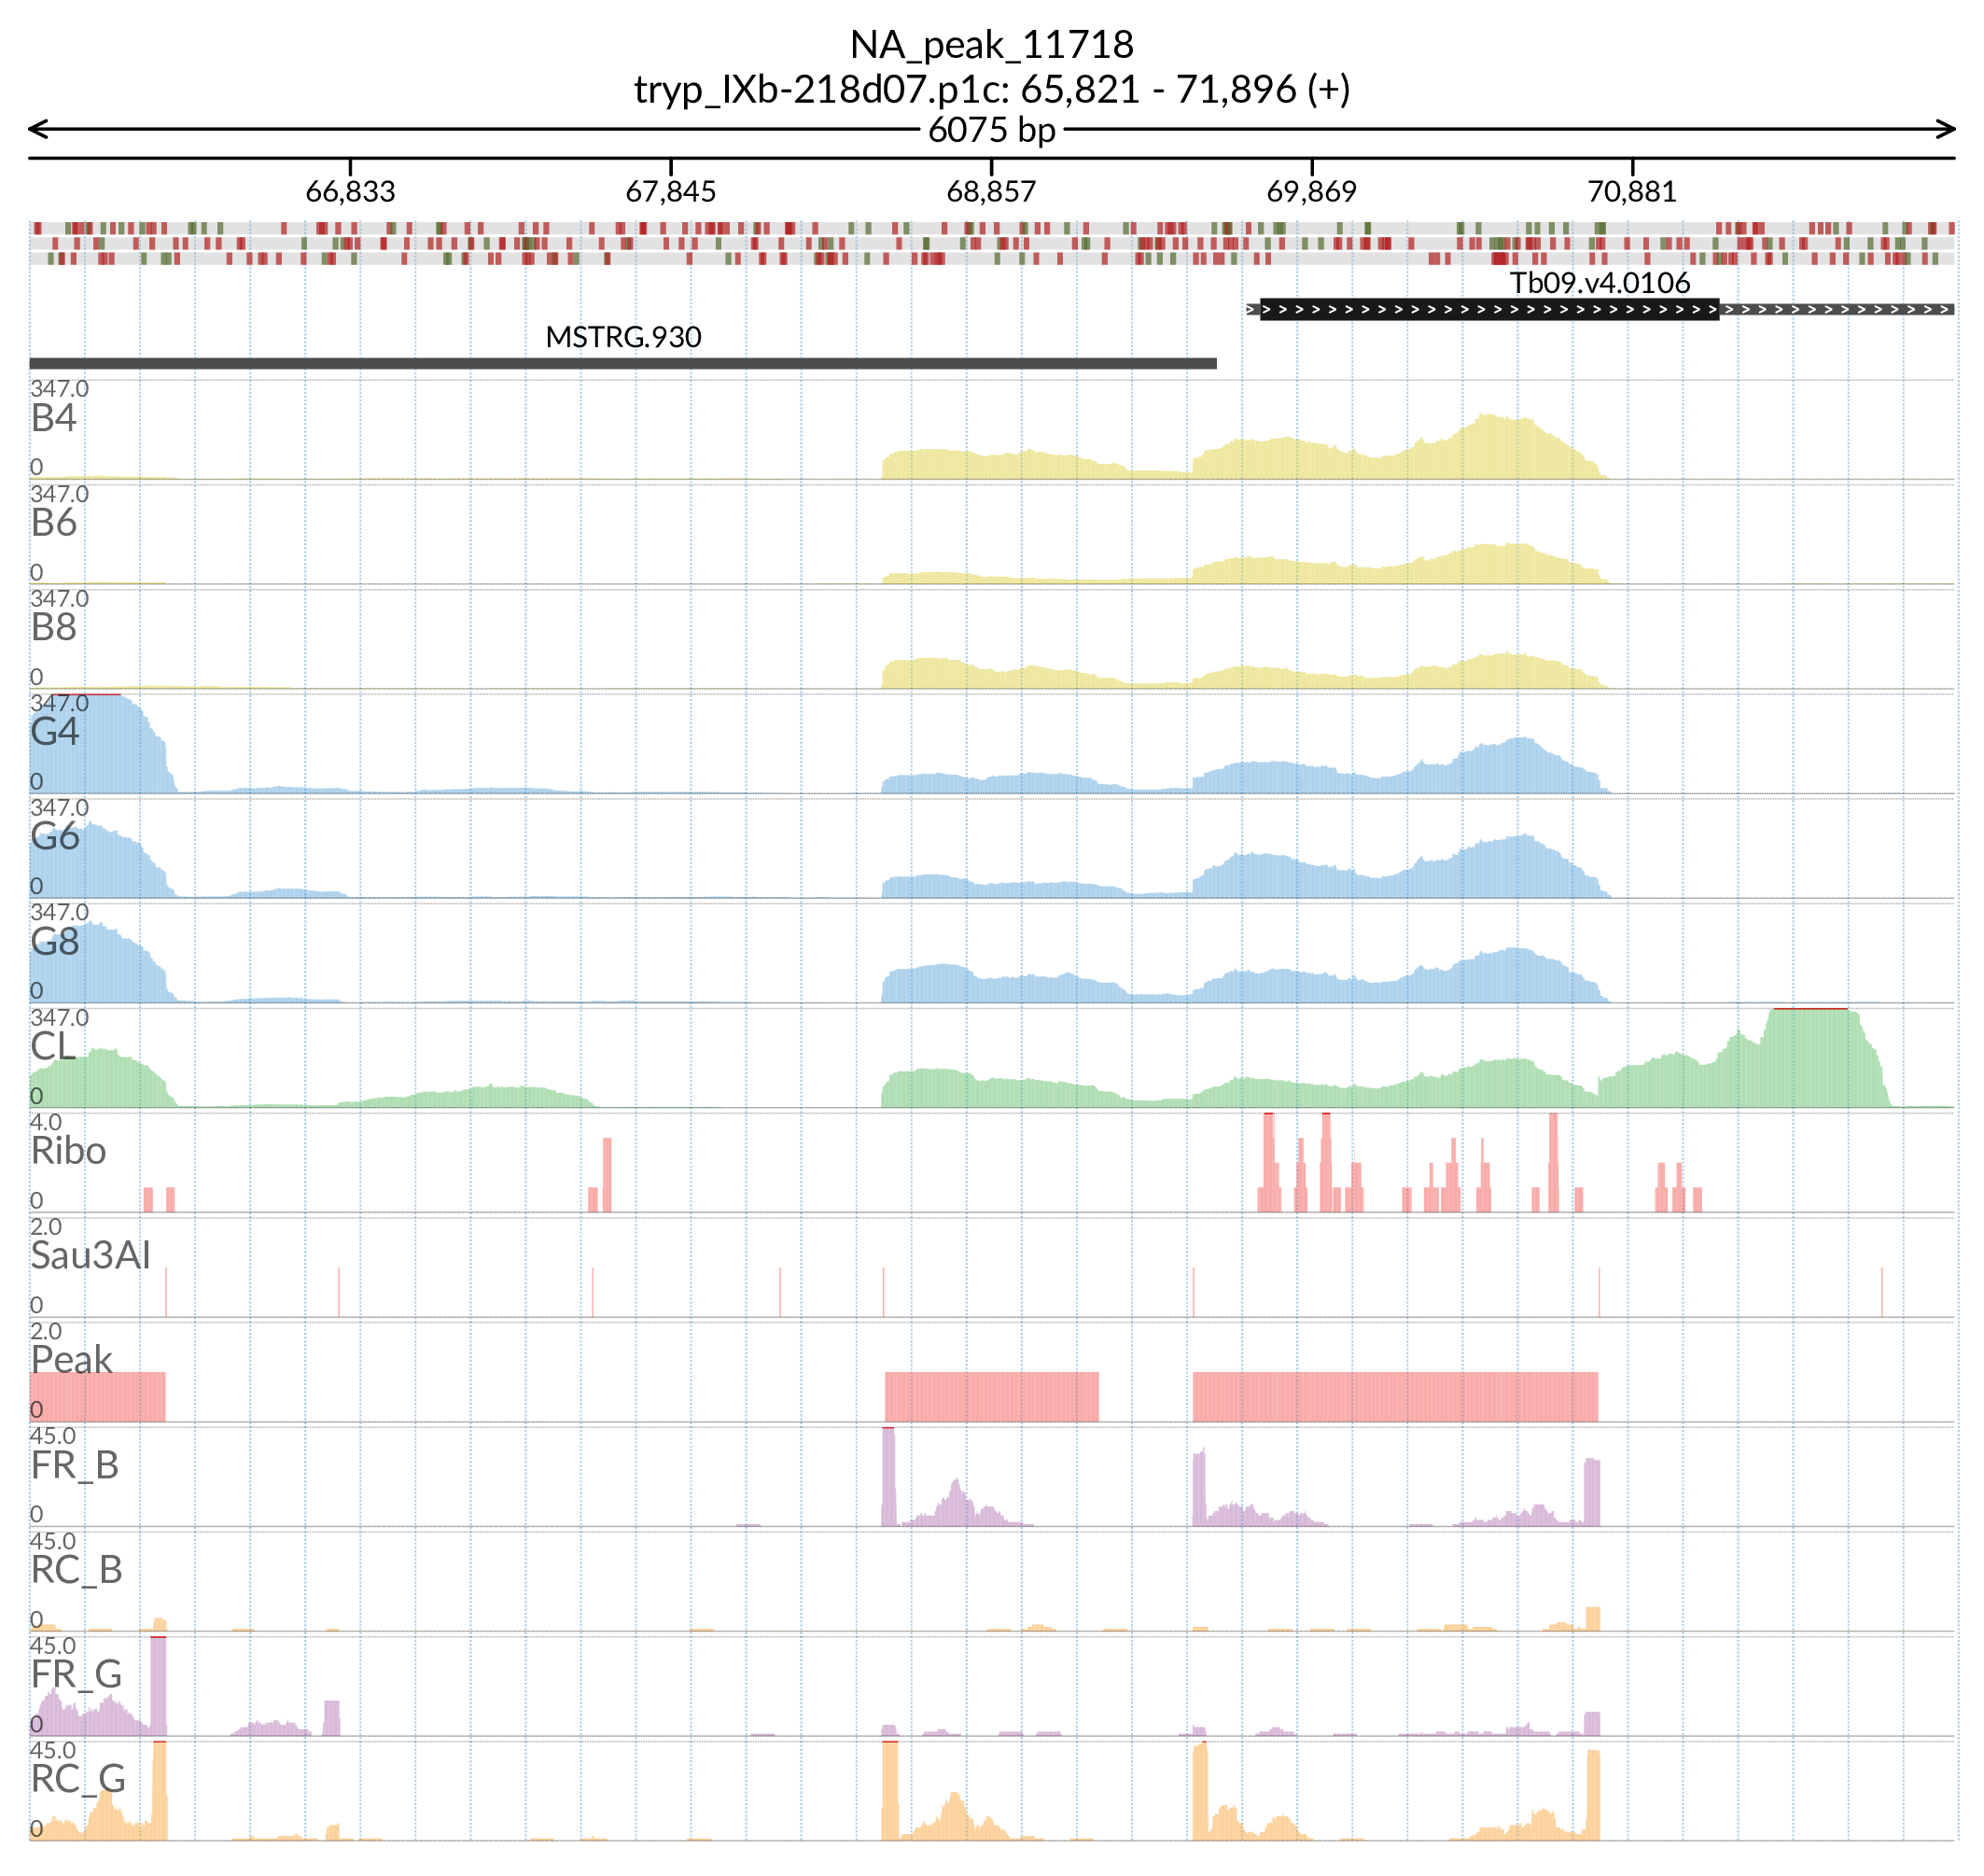 NA_peak_11718
tryp_IXb-218d07.p1c: 65,821 - 71,896 (+)
6075 bp
66,833 67,845 68,857 69,869 70,881
Tb09.v4.0106
MSTRG.930
347.0
B4
0
347.0
B6
0
347.0
B8
0
347.0
G4
0
347.0
G6
0
347.0
G8
0
347.0
CL
0
4.0
Ribo
0
2.0
Sau3AI
0
2.0
Peak
0
45.0
FR_B
0
45.0
RC_B
0
45.0
FR_G
0
45.0
RC_G
0